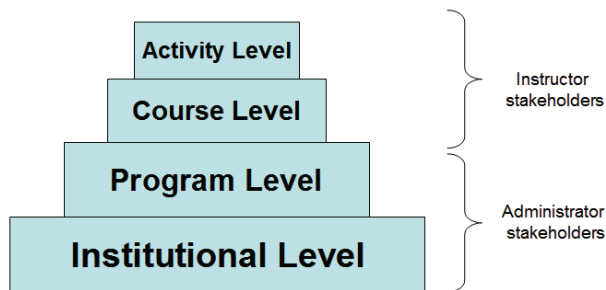 Activity Level
Course Level
Program Level
Institutional Level
Instructor
stakeholders
Administrator
stakeholders